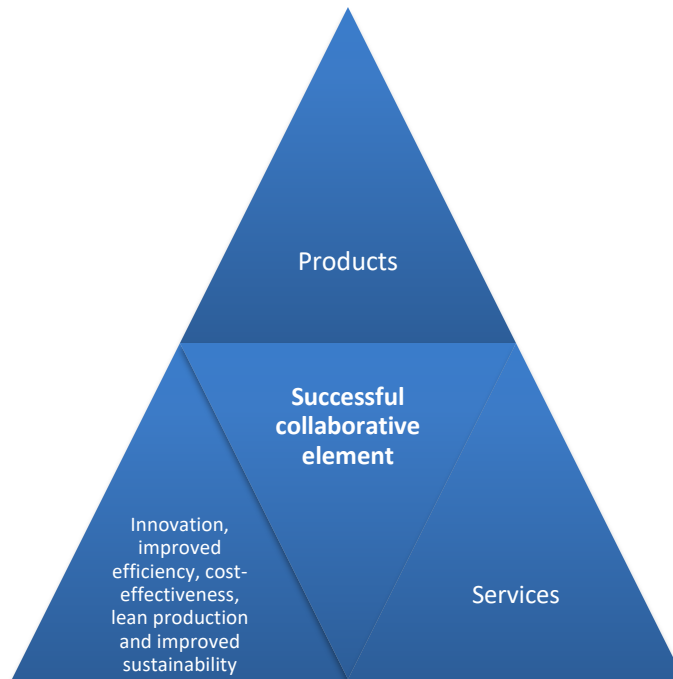 Products
Successful
collaborative
element
Innovation,
improved
efficiency, cost-
effectiveness,
lean production
and improved
sustainability
Services